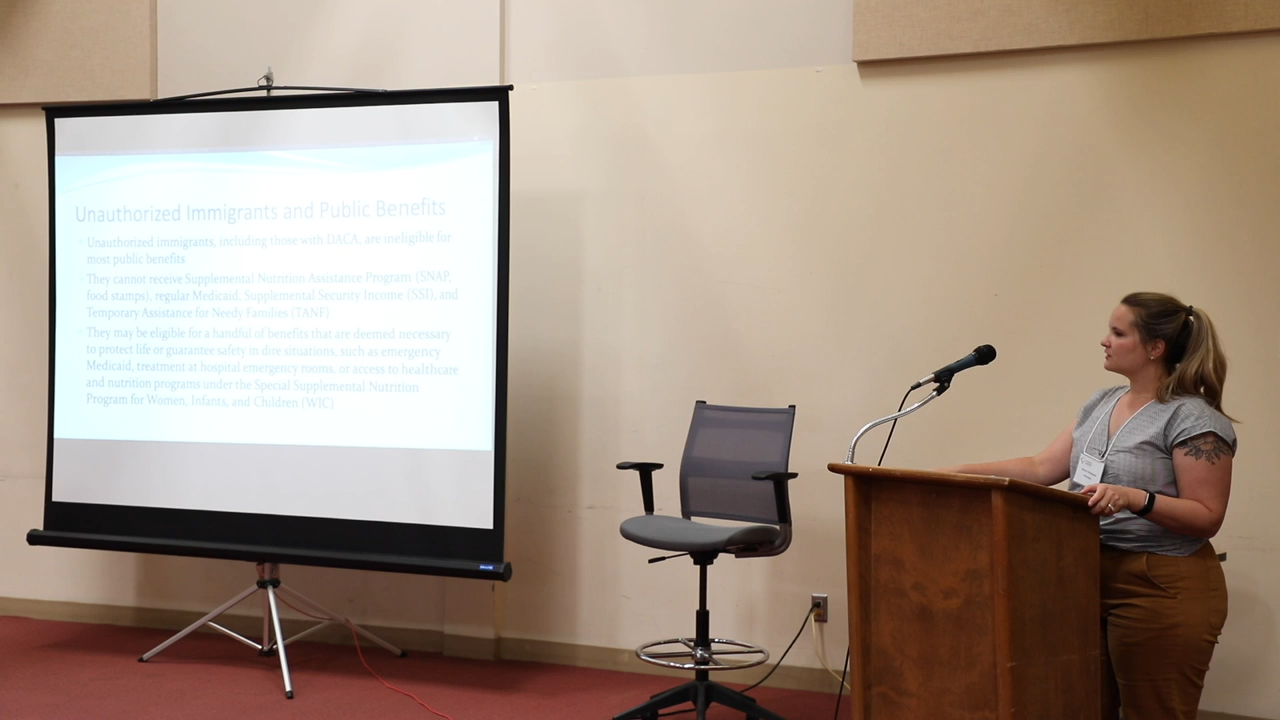 Unauthorized Immigrants and Public Benefits
Unauthorized immigrants, including those with DACA, are ineligible for
most public benefits
They cannot receive Supplemental Nutrition Assistance Program (SNAP,
food stamps), regular Medicaid, Supplemental Security Income (SSI), and
Temporary Assistance for Needy Families (TANF)
They may be eligible for a handful of benefits that are deemed necessary
to protect life or guarantee safety in dire situations, such as emergency
Medicaid, treatment at hospital emergency rooms, or access to healthcare
and nutrition programs under the Special Supplemental Nutrition
Program for Women, Infants, and Children (WIC)